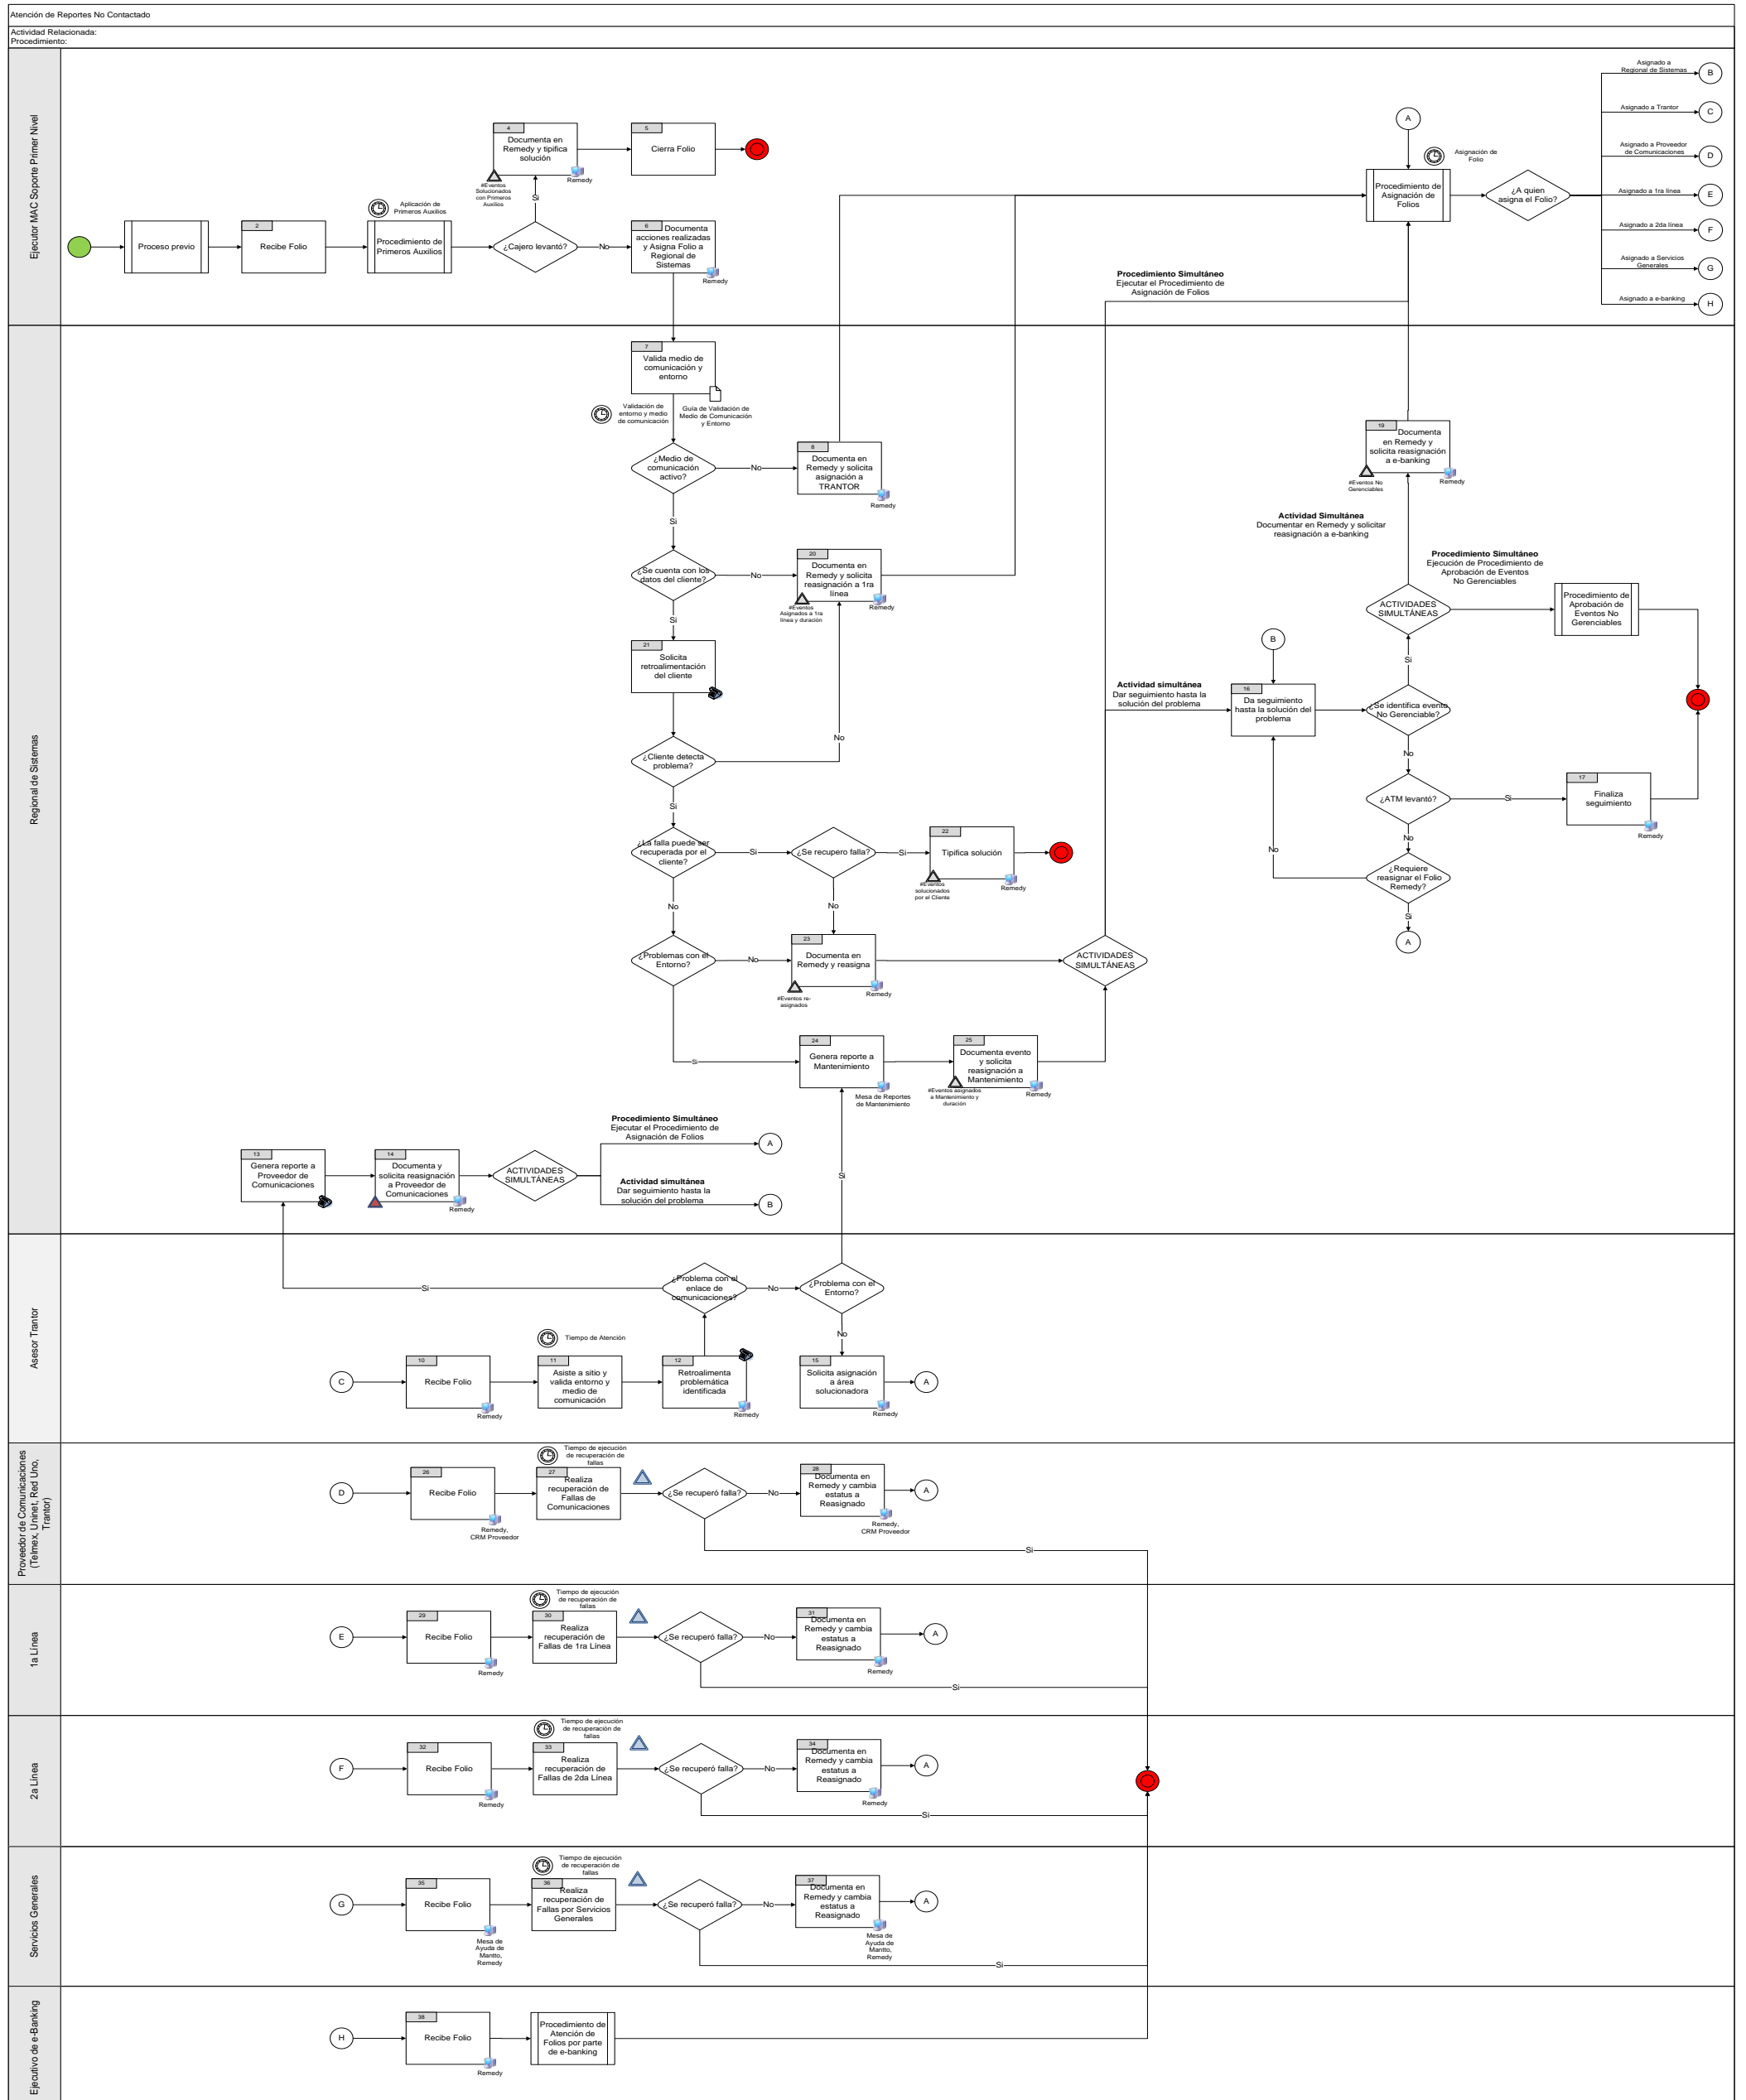 Atención de Reportes No Contactado
Actividad Relacionada:
Procedimiento:
Ejecutor MAC Soporte Primer Nivel
Proceso previo
2
Recibe Folio
Aplicación de
Primeros Auxilios
Procedimiento de
Primeros Auxilios
¿Cajero levantó?
Si
No
4
Documenta en
Remedy y tipifica
solución
#Eventos
Solucionados
con Primeros
Auxilios
Remedy
5
Cierra Folio
6
Documenta
acciones realizadas
y Asigna Folio a
Regional de
Sistemas
Remedy
Procedimiento Simultáneo
Ejecutar el Procedimiento de
Asignación de Folios
A
Asignación de
Folio
Procedimiento de
Asignación de
Folios
¿A quien
asigna el Folio?
Asignado a
Regional de Sistemas
B
Asignado a Trantor
C
Asignado a Proveedor
de Comunicaciones
D
Asignado a 1ra línea
E
Asignado a 2da línea
F
Asignado a Servicios
Generales
G
Asignado a e-banking
H
Regional de Sistemas
7
Valida medio de
comunicación y
entorno
Validación de
entorno y medio
de comunicación
Guía de Validación de
Medio de Comunicación
y Entorno
¿Medio de
comunicación
activo?
No
Si
8
Documenta en
Remedy y solicita
asignación a
TRANTOR
Remedy
¿Se cuenta con los
datos del cliente?
No
Si
20
Documenta en
Remedy y solicita
reasignación a 1ra
línea
#Eventos
Asignados a 1ra
línea y duración
Remedy
21
Solicita
retroalimentación
del cliente
¿Cliente detecta
problema?
No
Si
¿La falla puede ser
recuperada por el
cliente?
Si
No
¿Se recupero falla?
Si
No
22
Tipifica solución
#Eventos
solucionados
por el Cliente
Remedy
¿Problemas con el
Entorno?
No
Si
23
Documenta en
Remedy y reasigna
#Eventos re-
asignados
Remedy
ACTIVIDADES
SIMULTÁNEAS
24
Genera reporte a
Mantenimiento
Mesa de Reportes
de Mantenimiento
25
Documenta evento
y solicita
reasignación a
Mantenimiento
#Eventos asignados
a Mantenimiento y
duración
Remedy
19
Documenta
en Remedy y
solicita reasignación
a e-banking
#Eventos No
Gerenciables
Remedy
Actividad Simultánea
Documentar en Remedy y solicitar
reasignación a e-banking
Procedimiento Simultáneo
Ejecución de Procedimiento de
Aprobación de Eventos
No Gerenciables
ACTIVIDADES
SIMULTÁNEAS
Procedimiento de
Aprobación de
Eventos No
Gerenciables
B
Si
Actividad simultánea
Dar seguimiento hasta la
solución del problema
16
Da seguimiento
hasta la solución del
problema
¿Se identifica evento
No Gerenciable?
No
¿ATM levantó?
Si
17
Finaliza
seguimiento
Remedy
No
No
¿Requiere
reasignar el Folio
Remedy?
Si
A
13
Genera reporte a
Proveedor de
Comunicaciones
14
Documenta y
solicita reasignación
a Proveedor de
Comunicaciones
Remedy
ACTIVIDADES
SIMULTÁNEAS
Procedimiento Simultáneo
Ejecutar el Procedimiento de
Asignación de Folios
A
Actividad simultánea
Dar seguimiento hasta la
solución del problema
B
Si
Asesor Trantor
Si
¿Problema con el
enlace de
comunicaciones?
No
¿Problema con el
Entorno?
No
Tiempo de Atención
C
10
Recibe Folio
Remedy
11
Asiste a sitio y
valida entorno y
medio de
comunicación
12
Retroalimenta
problemática
identificada
Remedy
15
Solicita asignación
a área
solucionadora
Remedy
A
Proveedor de Comunicaciones
(Telmex, Uninet, Red Uno,
Trantor)
Tiempo de ejecución
de recuperación de
fallas
D
26
Recibe Folio
Remedy,
CRM Proveedor
27
Realiza
recuperación de
Fallas de
Comunicaciones
¿Se recuperó falla?
No
28
Documenta en
Remedy y cambia
estatus a
Reasignado
Remedy,
CRM Proveedor
A
Si
1a Línea
Tiempo de ejecución
de recuperación de
fallas
E
29
Recibe Folio
Remedy
30
Realiza
recuperación de
Fallas de 1ra Línea
¿Se recuperó falla?
No
31
Documenta en
Remedy y cambia
estatus a
Reasignado
Remedy
A
Si
2a Línea
Tiempo de ejecución
de recuperación de
fallas
F
32
Recibe Folio
Remedy
33
Realiza
recuperación de
Fallas de 2da Línea
¿Se recuperó falla?
No
34
Documenta en
Remedy y cambia
estatus a
Reasignado
Remedy
A
Si
Servicios Generales
Tiempo de ejecución
de recuperación de
fallas
G
35
Recibe Folio
Mesa de
Ayuda de
Mantto,
Remedy
36
Realiza
recuperación de
Fallas por Servicios
Generales
¿Se recuperó falla?
No
37
Documenta en
Remedy y cambia
estatus a
Reasignado
Mesa de
Ayuda de
Mantto,
Remedy
A
Si
Ejecutivo de e-Banking
H
38
Recibe Folio
Remedy
Procedimiento de
Atención de
Folios por parte
de e-banking